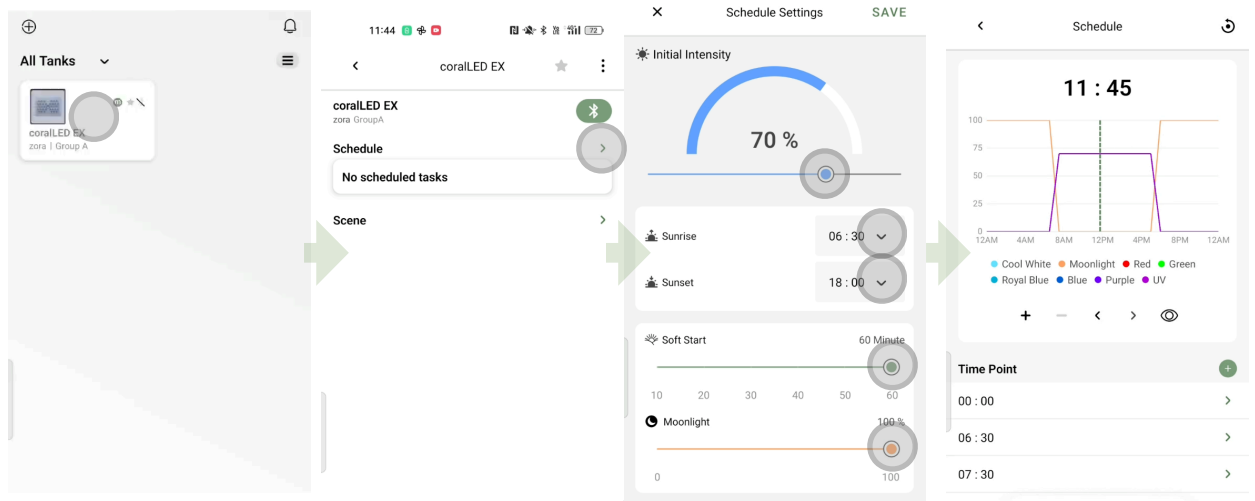 All Tanks
coralLED EX
zora | Group A
11:44
72
coralLED EX
coralLED EX
zora GroupA
Schedule
No scheduled tasks
Scene
Schedule Settings SAVE
Initial Intensity
70 %
Sunrise 06 : 30
Sunset 18 : 00
Soft Start 60 Minute
10 20 30 40 50 60
Moonlight 100 %
0 100
Schedule
11 : 45
100
75
50
25
0
12AM 4AM 8AM 12PM 4PM 8PM 12AM
Cool White Moonlight Red Green
Royal Blue Blue Purple UV
Time Point
00 : 00
06 : 30
07 : 30